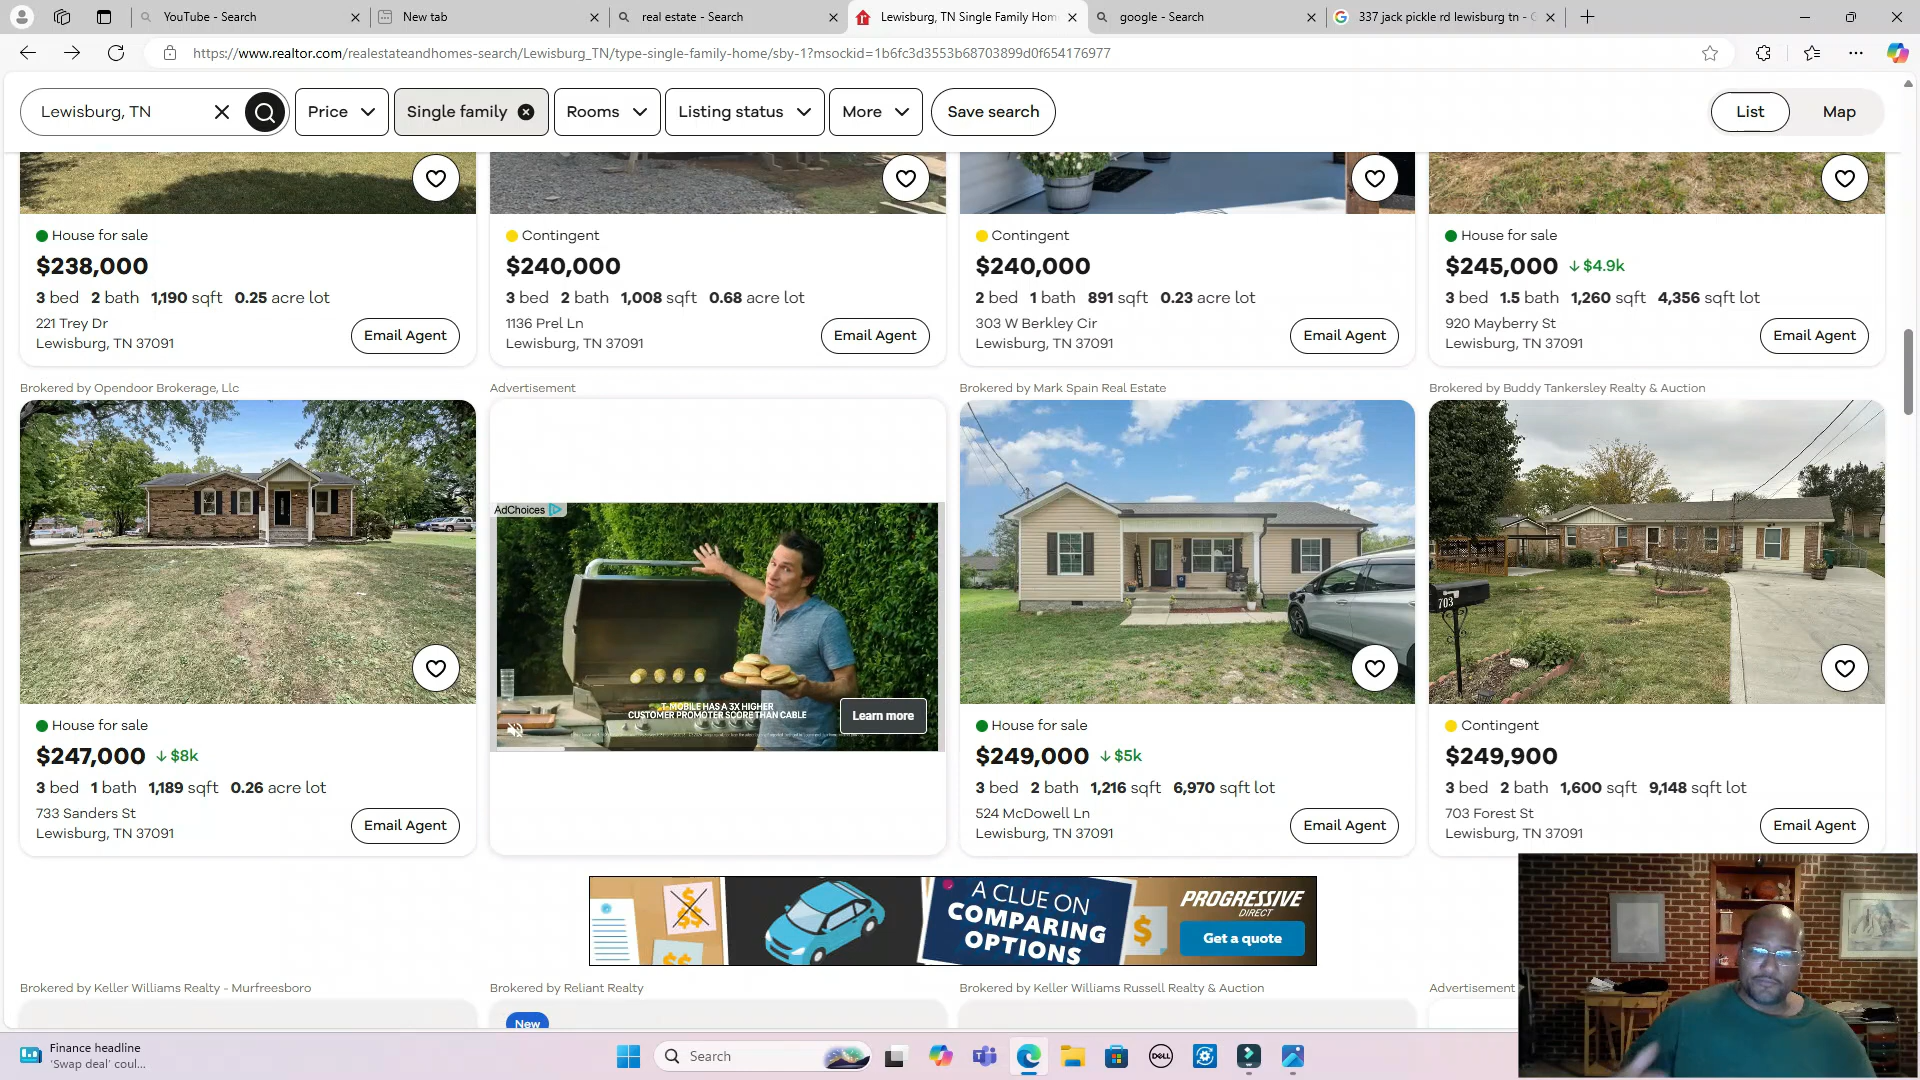 YouTube - Search
New tab
real estate - Search
Lewisburg, TN Single Family Hom
google - Search
337 jack pickle rd lewisburg tn - G
https://www.realtor.com/realestateandhomes-search/Lewisburg_TN/type-single-family-home/sby-1?msockid=1b6fc3d3553b68703899d0f654176977
Lewisburg, TN
Price
Single family
Rooms
Listing status
More
Save search
List
Map
House for sale
$238,000
3 bed 2 bath 1,190 sqft 0.25 acre lot
221 Trey Dr
Lewisburg, TN 37091
Email Agent
Contingent
$240,000
3 bed 2 bath 1,008 sqft 0.68 acre lot
1136 Prel Ln
Lewisburg, TN 37091
Email Agent
Contingent
$240,000
2 bed 1 bath 891 sqft 0.23 acre lot
303 W Berkley Cir
Lewisburg, TN 37091
Email Agent
House for sale
$245,000 ↓ $4.9k
3 bed 1.5 bath 1,260 sqft 4,356 sqft lot
920 Mayberry St
Lewisburg, TN 37091
Email Agent
Brokered by Opendoor Brokerage, Llc
House for sale
$247,000 ↓ $8k
3 bed 1 bath 1,189 sqft 0.26 acre lot
733 Sanders St
Lewisburg, TN 37091
Email Agent
Advertisement
AdChoices
T-MOBILE HAS A 3X HIGHER
CUSTOMER PROMOTER SCORE THAN CABLE
Learn more
Brokered by Mark Spain Real Estate
House for sale
$249,000 ↓ $5k
3 bed 2 bath 1,216 sqft 6,970 sqft lot
524 McDowell Ln
Lewisburg, TN 37091
Email Agent
Brokered by Buddy Tankersley Realty & Auction
703
Contingent
$249,900
3 bed 2 bath 1,600 sqft 9,148 sqft lot
703 Forest St
Lewisburg, TN 37091
Email Agent
A CLUE ON
COMPARING
OPTIONS
PROGRESSIVE
DIRECT
Get a quote
Brokered by Keller Williams Realty - Murfreesboro
Brokered by Reliant Realty
New
Brokered by Keller Williams Russell Realty & Auction
Advertisement
Finance headline
'Swap deal' coul...
Search
DELL